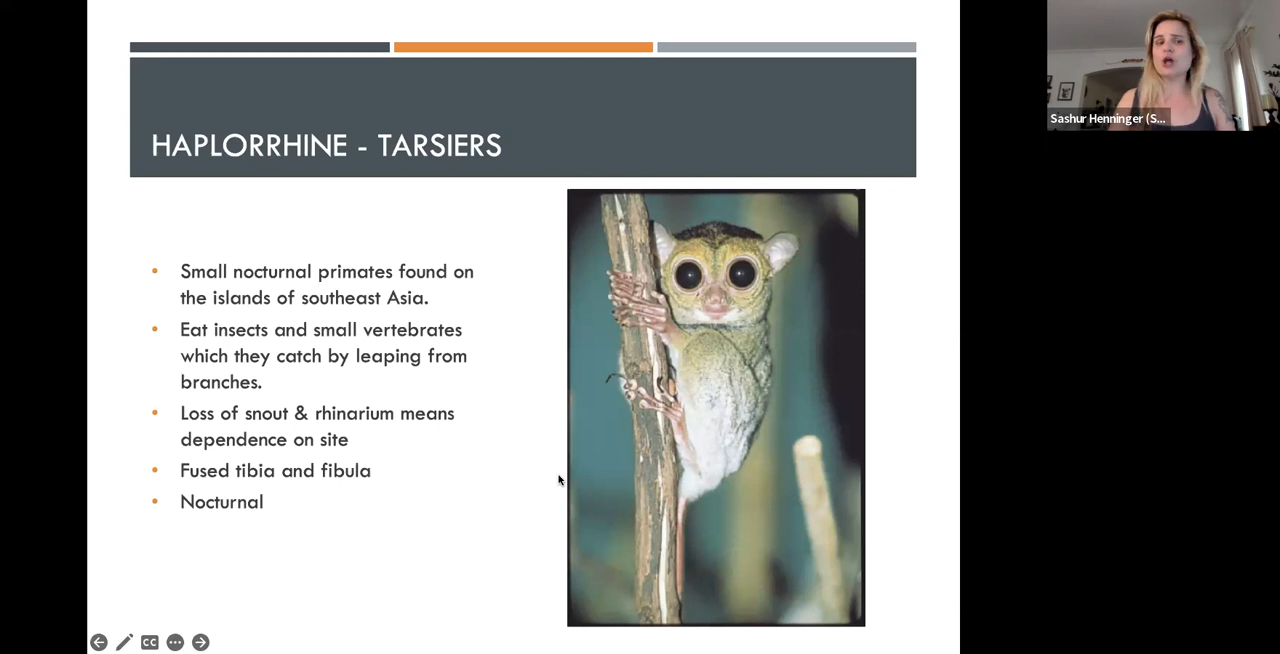 HAPLORRHINE - TARSIERS
Sashur Henninger (S...
• Small nocturnal primates found on
the islands of southeast Asia.
• Eat insects and small vertebrates
which they catch by leaping from
branches.
• Loss of snout & rhinarium means
dependence on site
• Fused tibia and fibula
• Nocturnal
CC